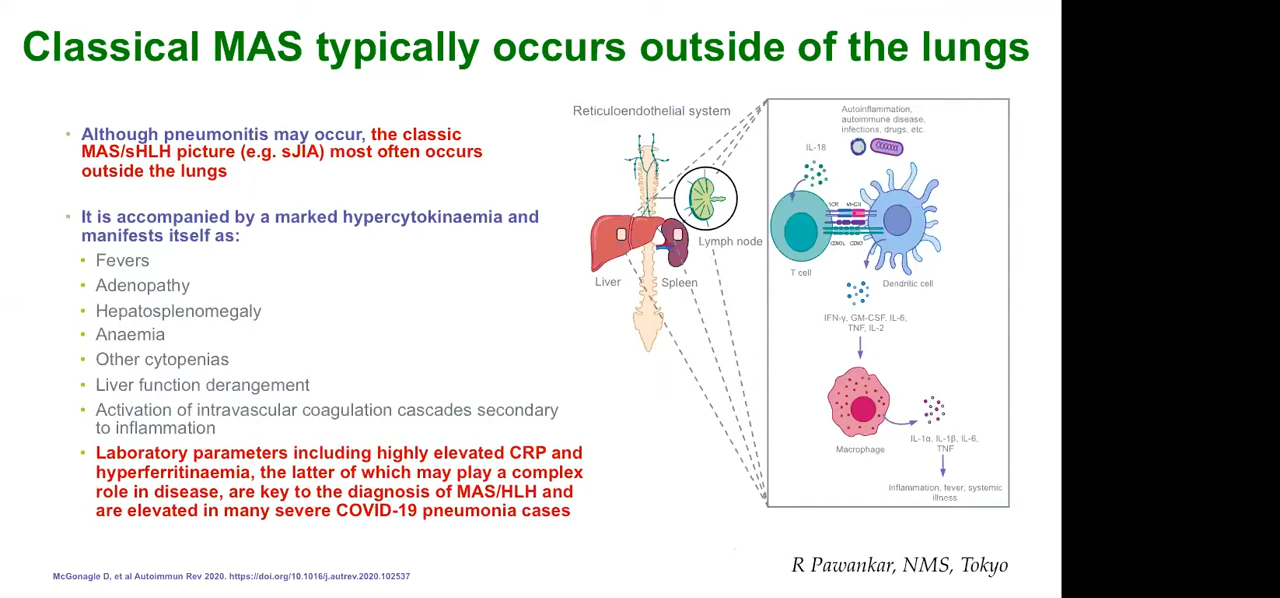 Classical MAS typically occurs outside of the lungs
Although pneumonitis may occur, the classic
MAS/sHLH picture (e.g. sJIA) most often occurs
outside the lungs
It is accompanied by a marked hypercytokinaemia and
manifests itself as:
Fevers
Adenopathy
Hepatosplenomegaly
Anaemia
Other cytopenias
Liver function derangement
Activation of intravascular coagulation cascades secondary
to inflammation
Laboratory parameters including highly elevated CRP and
hyperferritinaemia, the latter of which may play a complex
role in disease, are key to the diagnosis of MAS/HLH and
are elevated in many severe COVID-19 pneumonia cases
Reticuloendothelial system
Lymph node
Liver
Spleen
Autoinflammation,
autoimmune disease,
infections, drugs, etc.
IL-18
T cell
Dendritic cell
IFN-γ, GM-CSF, IL-6,
TNF, IL-2
Macrophage
IL-1α, IL-1β, IL-6,
TNF
Inflammation, fever, systemic
illness
McGonagle D, et al Autoimmun Rev 2020. https://doi.org/10.1016/j.autrev.2020.102537
R Pawankar, NMS, Tokyo